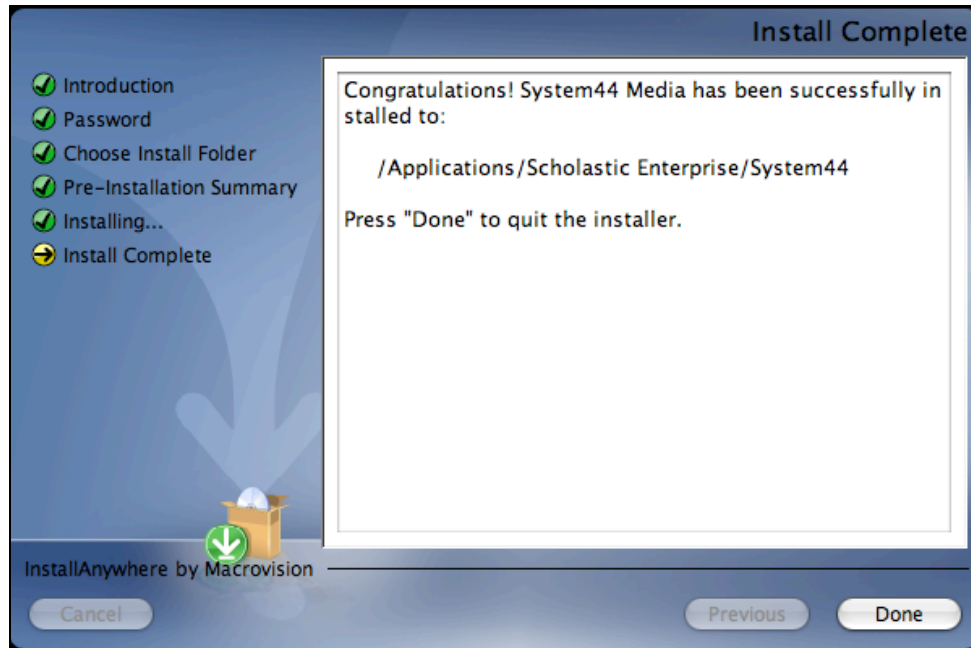 Install Complete
Introduction
Password
Choose Install Folder
Pre-Installation Summary
Installing...
Install Complete
Congratulations! System44 Media has been successfully in
stalled to:
/Applications/Scholastic Enterprise/System44
Press "Done" to quit the installer.
InstallAnywhere by Macrovision
Cancel
Previous
Done